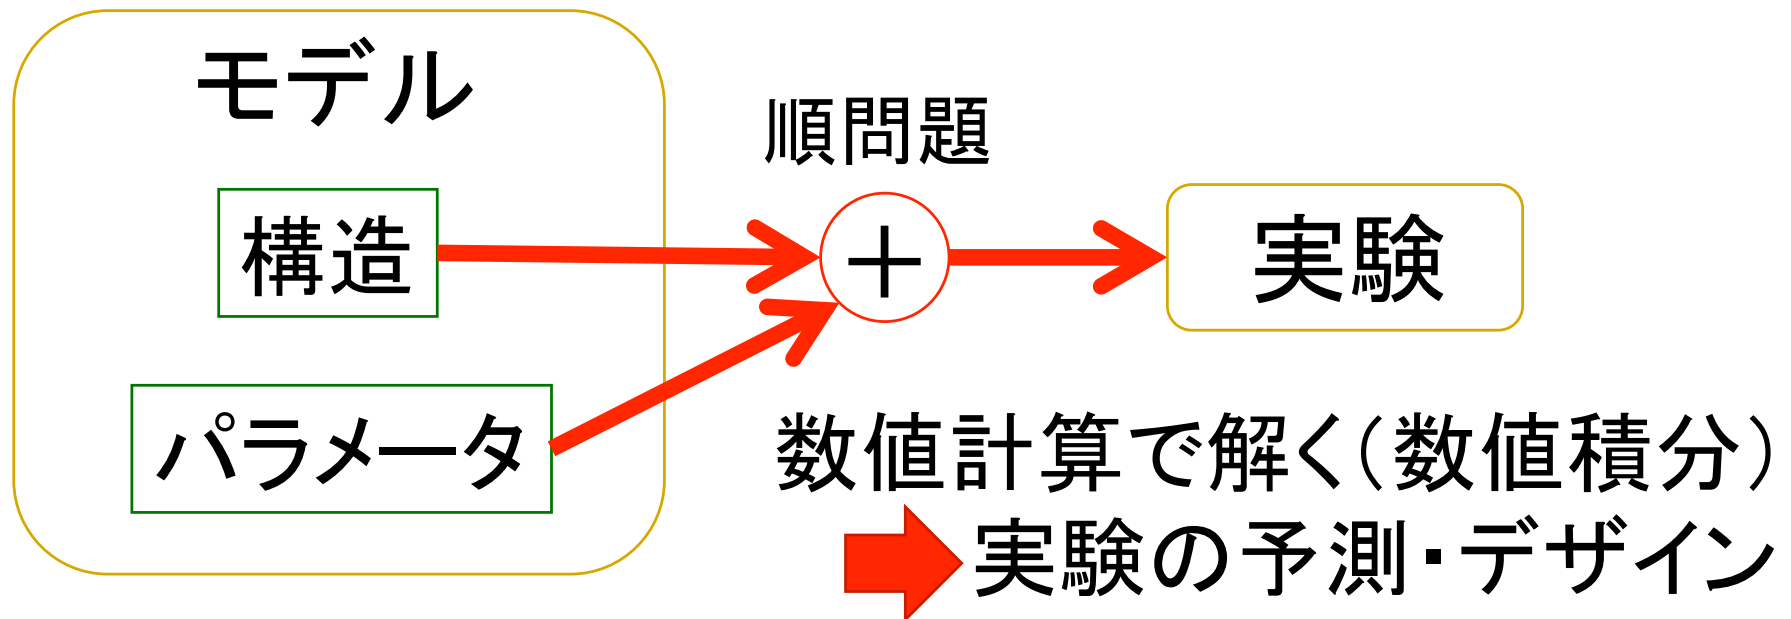 モデル
順問題
構造
+
実験
パラメータ
数値計算で解く(数値積分)
実験の予測・デザイン